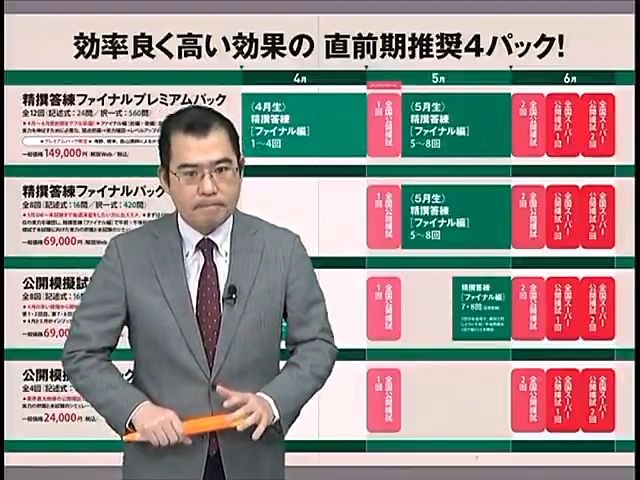 効率良く高い効果の 直前期推奨4パック!
4月
5月
6月
精撰答練ファイナルプレミアムパック
全12回(記述式:24問/択一式:560問)
一般価格 149,000円
(4月生)
精撰答練
[ファイナル編]
1〜4回
全国公開模試
1回
(5月生)
精撰答練
[ファイナル編]
5〜8回
全国公開模試
2回
全国スーパー
公開模試1回
全国スーパー
公開模試2回
精撰答練ファイナルパック
全8回(記述式:16問/択一式:420問)
一般価格 69,000円
全国公開模試
1回
(5月生)
精撰答練
[ファイナル編]
5〜8回
全国公開模試
2回
全国スーパー
公開模試1回
全国スーパー
公開模試2回
公開模擬試
全8回(記述式:16
一般価格 69,00
全国公開模試
1回
精撰答練
[ファイナル編]
7・8回
全国公開模試
2回
全国スーパー
公開模試1回
全国スーパー
公開模試2回
公開模
全4回(記述式:
一般価格 24,000円
全国公開模試
1回
全国公開模試
2回
全国スーパー
公開模試1回
全国スーパー
公開模試2回